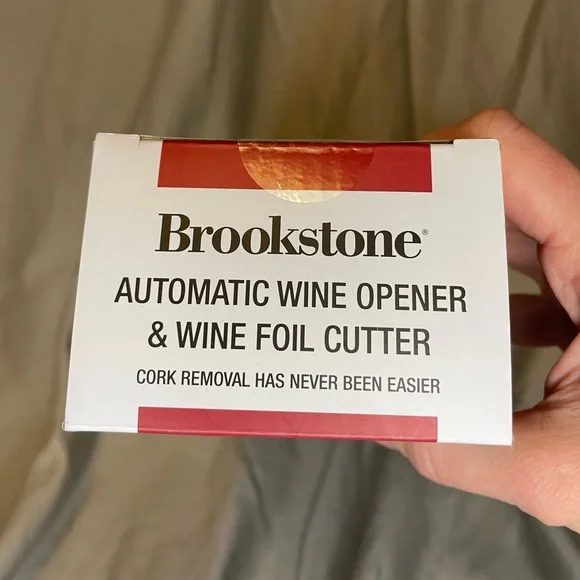 Brookstone®
AUTOMATIC WINE OPENER
& WINE FOIL CUTTER
CORK REMOVAL HAS NEVER BEEN EASIER